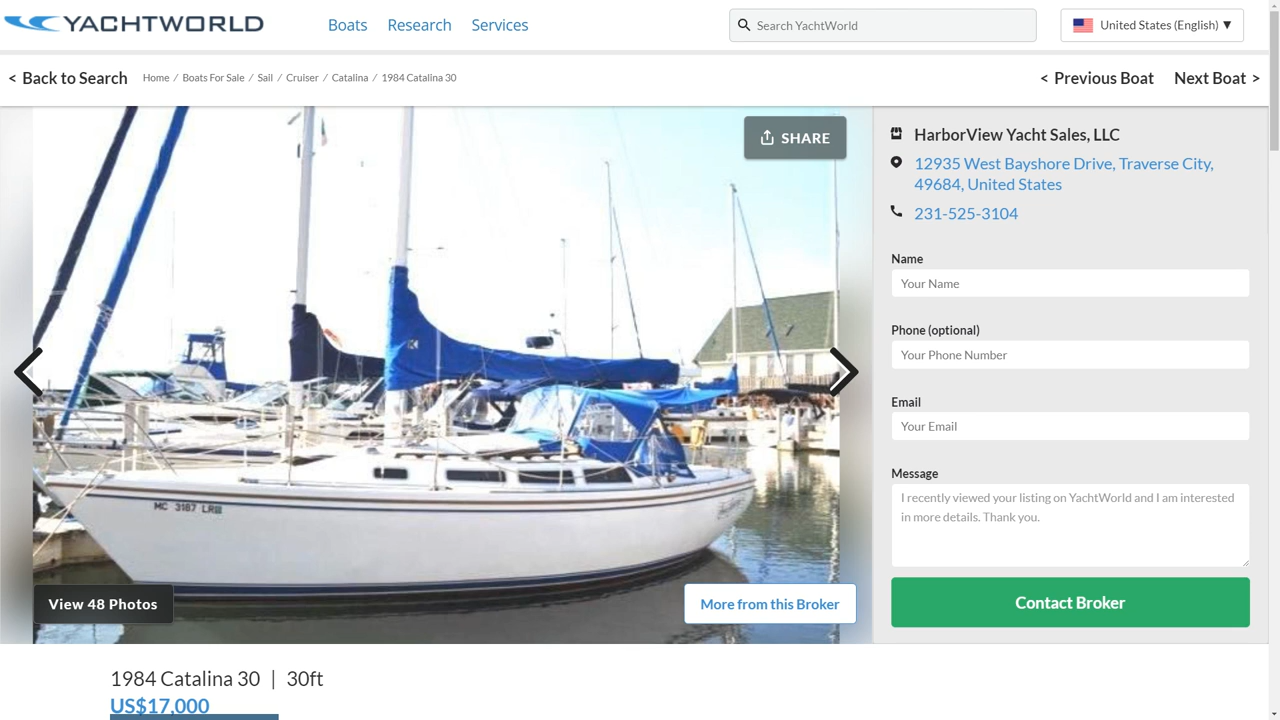 YACHTWORLD
Boats
Research
Services
Search YachtWorld
United States (English) ▼
< Back to Search
Home / Boats For Sale / Sail / Cruiser / Catalina / 1984 Catalina 30
< Previous Boat
Next Boat >
SHARE
HarborView Yacht Sales, LLC
12935 West Bayshore Drive, Traverse City,
49684, United States
231-525-3104
Name
Your Name
Phone (optional)
Your Phone Number
Email
Your Email
Message
I recently viewed your listing on YachtWorld and I am interested
in more details. Thank you.
Contact Broker
MC 3187 LR
View 48 Photos
More from this Broker
1984 Catalina 30 | 30ft
US$17,000